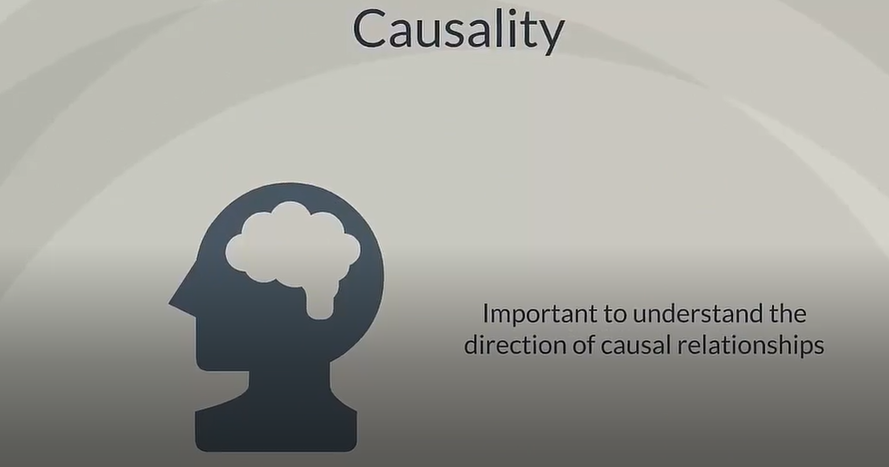 Causality
Important to understand the
direction of causal relationships